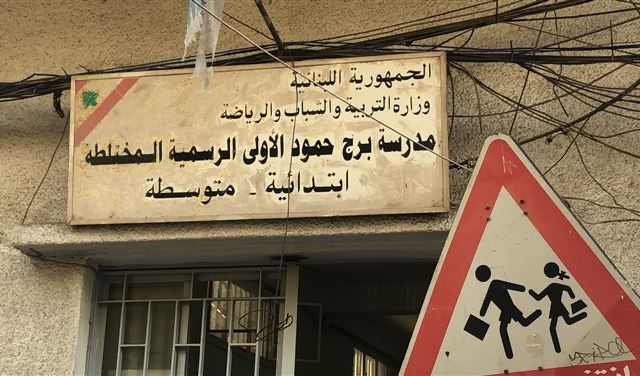 الجمهورية اللبنانية
وزارة التربية والشباب والرياضة
مدرسة برج حمود الأولى الرسمية المختلطة
ابتدائية - متوسطة